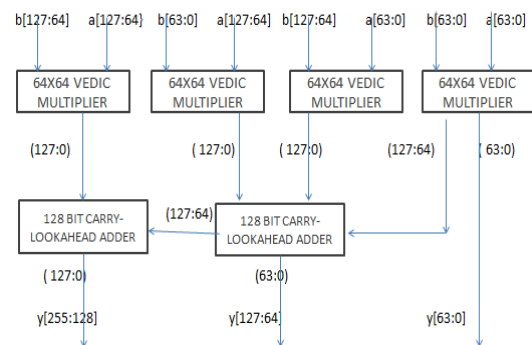 b[127:64] a[127:64} b[63:0] a[127:64] b[127:64] a[63:0] b[63:0] a[63:0]
64X64 VEDIC MULTIPLIER
64X64 VEDIC MULTIPLIER
64X64 VEDIC MULTIPLIER
64X64 VEDIC MULTIPLIER
(127:0) ( 127:0) ( 127:0) (127:64) ( 63:0)
(127:64)
128 BIT CARRY-
LOOKAHEAD ADDER
128 BIT CARRY-
LOOKAHEAD ADDER
( 127:0) (63:0)
y[255:128] y[127:64] y[63:0]